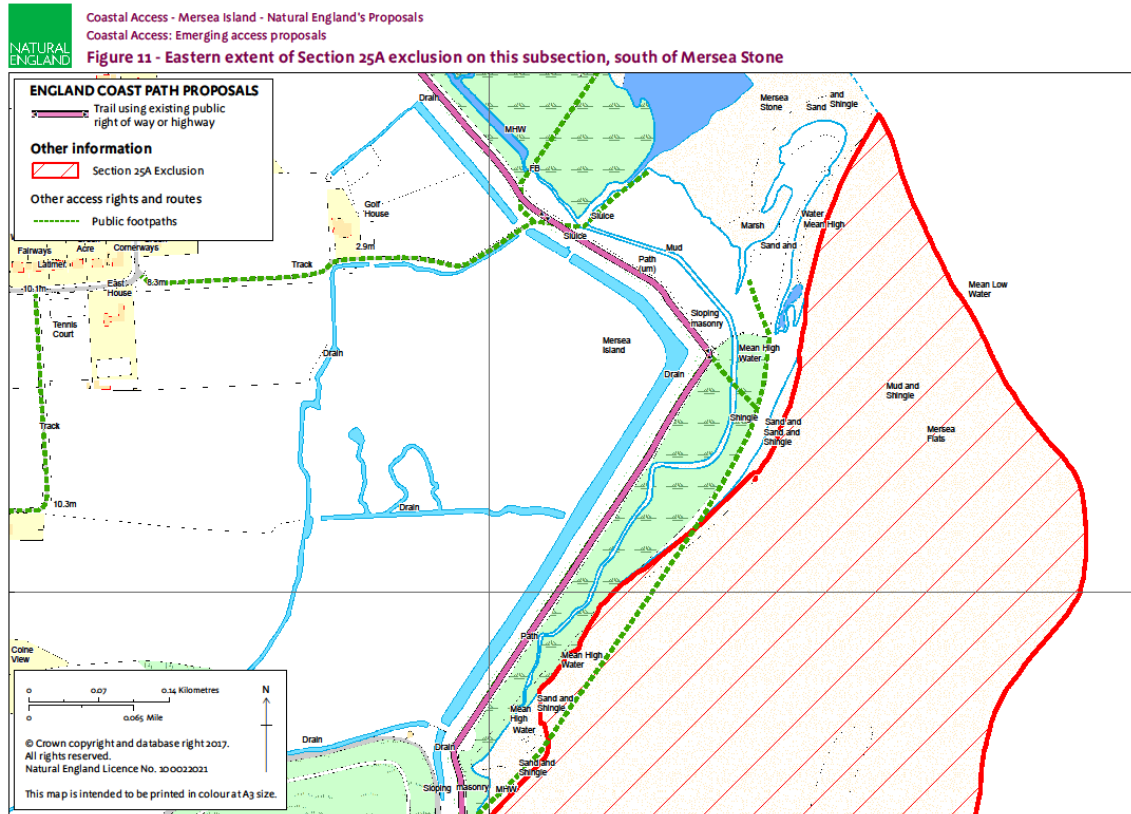 NATURAL
ENGLAND
Coastal Access - Mersea Island - Natural England's Proposals
Coastal Access: Emerging access proposals
Figure 11 - Eastern extent of Section 25A exclusion on this subsection, south of Mersea Stone
ENGLAND COAST PATH PROPOSALS
Trail using existing public
right of way or highway
Other information
Section 25A Exclusion
Other access rights and routes
Public footpaths
Drain
MHW
FB
Mersea
Stone
Sand
and
Shingle
Golf
House
2.9m
Sluice
Sluice
Marsh
Water
Mean High
Sand and
Mud
Path
(um)
Fairways
Acre
Cornerways
Latimer
10.1m
East
House
8.3m
Track
Mean Low
Water
Tennis
Court
Sloping
masonry
Mersea
Island
Mean High
Water
Drain
Drain
Mud and
Shingle
Track
Shingle
Sand and
Sand and
Shingle
Mersea
Flats
10.3m
Drain
Path
Colne
View
Mean High
Water
Sand and
Shingle
Mean
High
Water
Drain
Drain
Sand and
Shingle
Sloping masonry
MHW
0 0.07 0.14 Kilometres
0 0.065 Mile
N
© Crown copyright and database right 2017.
All rights reserved.
Natural England Licence No. 100022021
This map is intended to be printed in colour at A3 size.